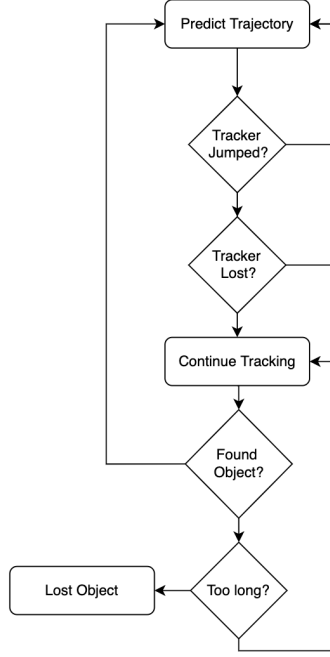 Predict Trajectory
Tracker
Jumped?
Tracker
Lost?
Continue Tracking
Found
Object?
Lost Object
Too long?